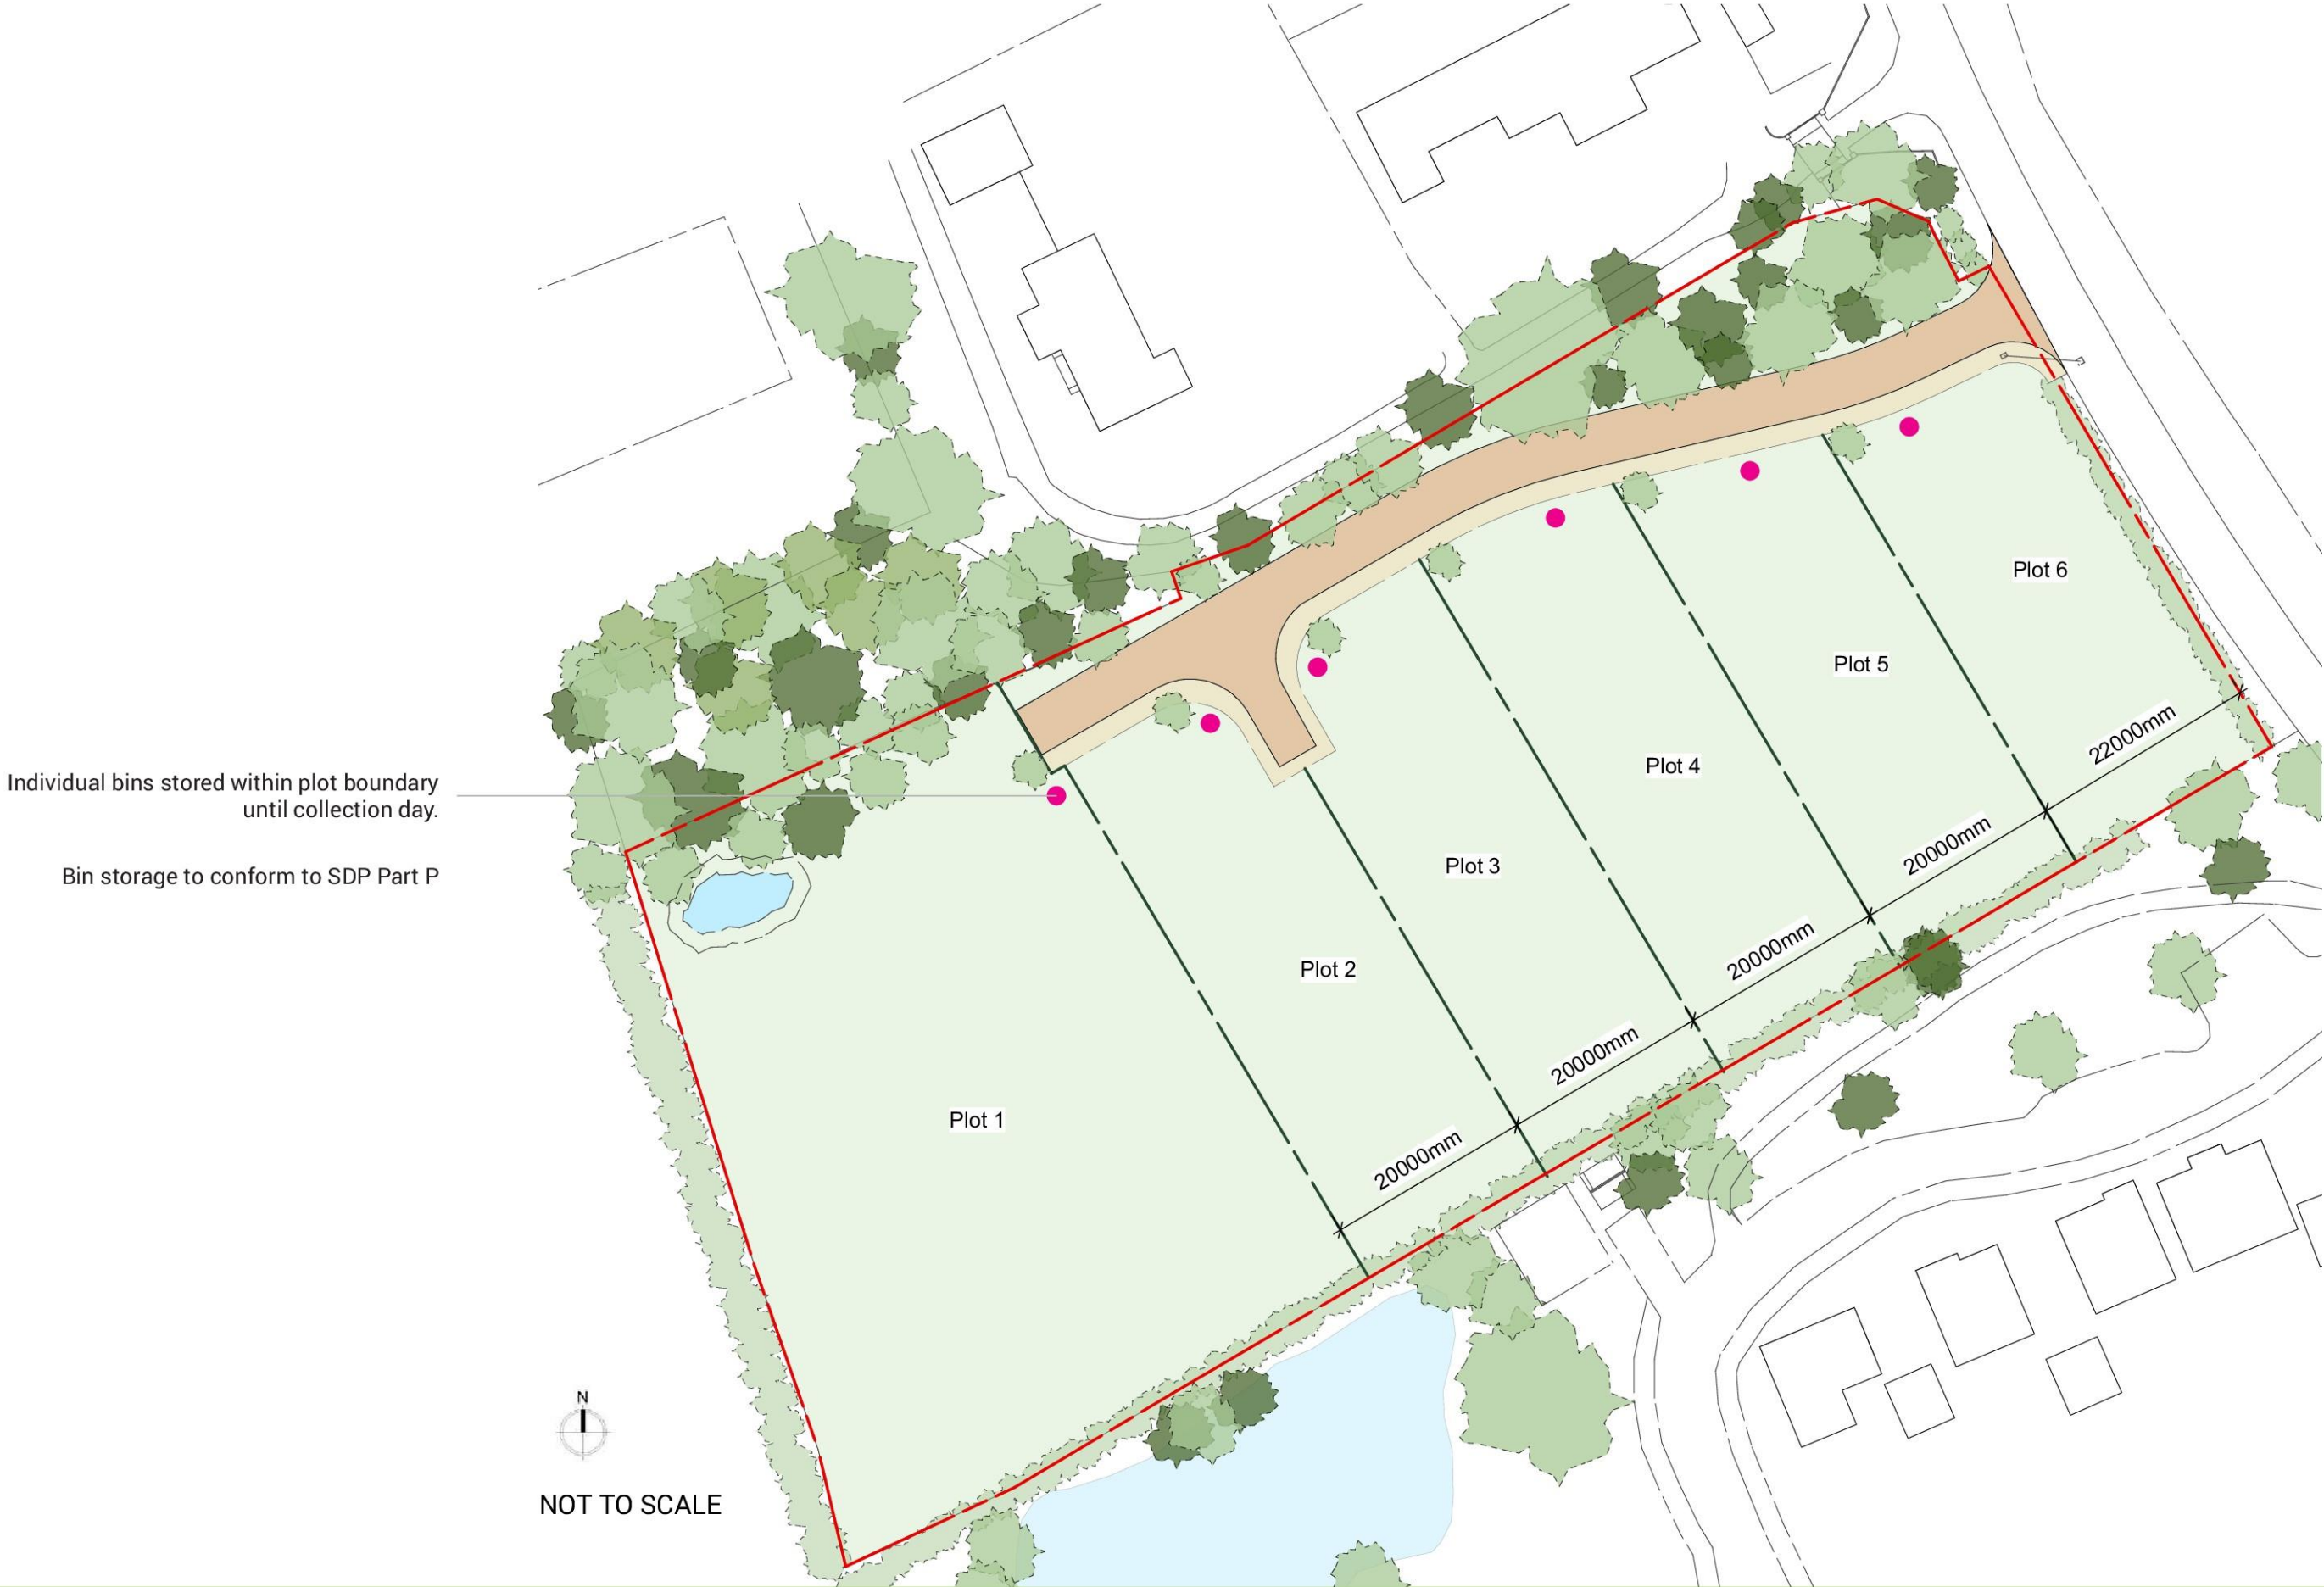 Plot 6
Plot 5
22000mm
Individual bins stored within plot boundary
until collection day.
Plot 4
20000mm
Plot 3
Bin storage to conform to SDP Part P
20000mm
Plot 2
20000mm
Plot 1
20000mm
N
NOT TO SCALE